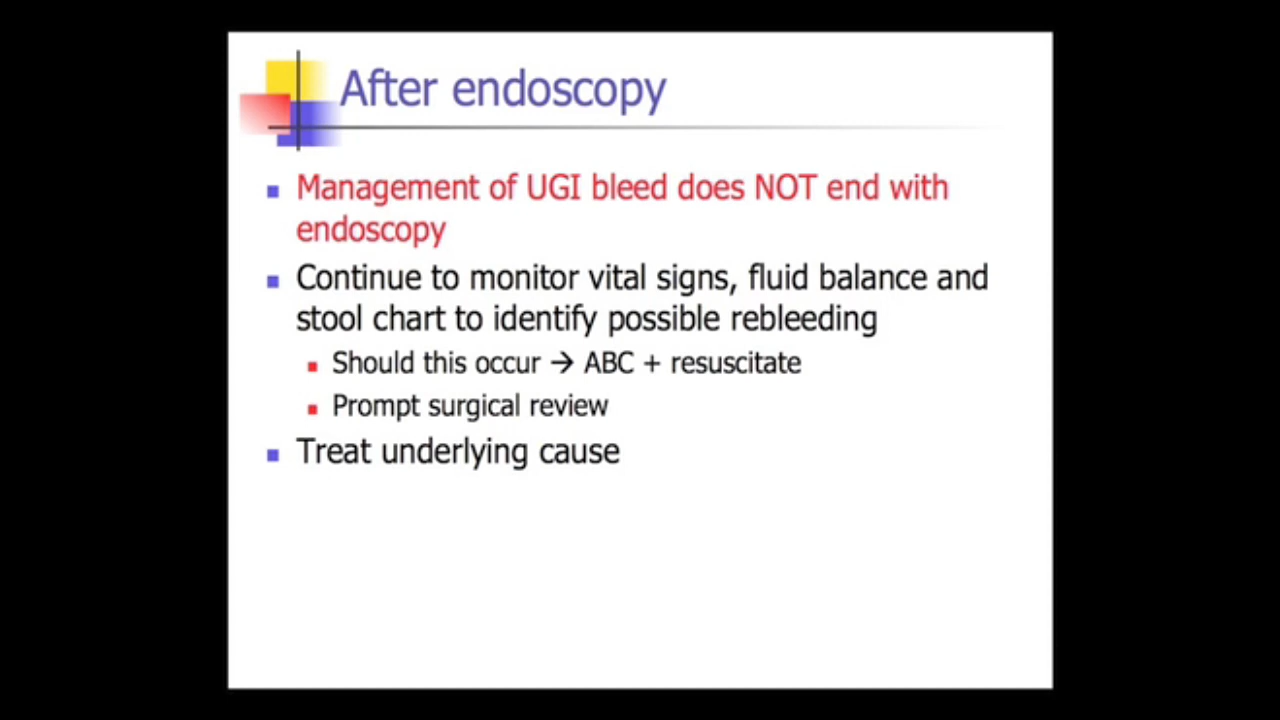 After endoscopy
Management of UGI bleed does NOT end with
endoscopy
Continue to monitor vital signs, fluid balance and
stool chart to identify possible rebleeding
Should this occur → ABC + resuscitate
Prompt surgical review
Treat underlying cause